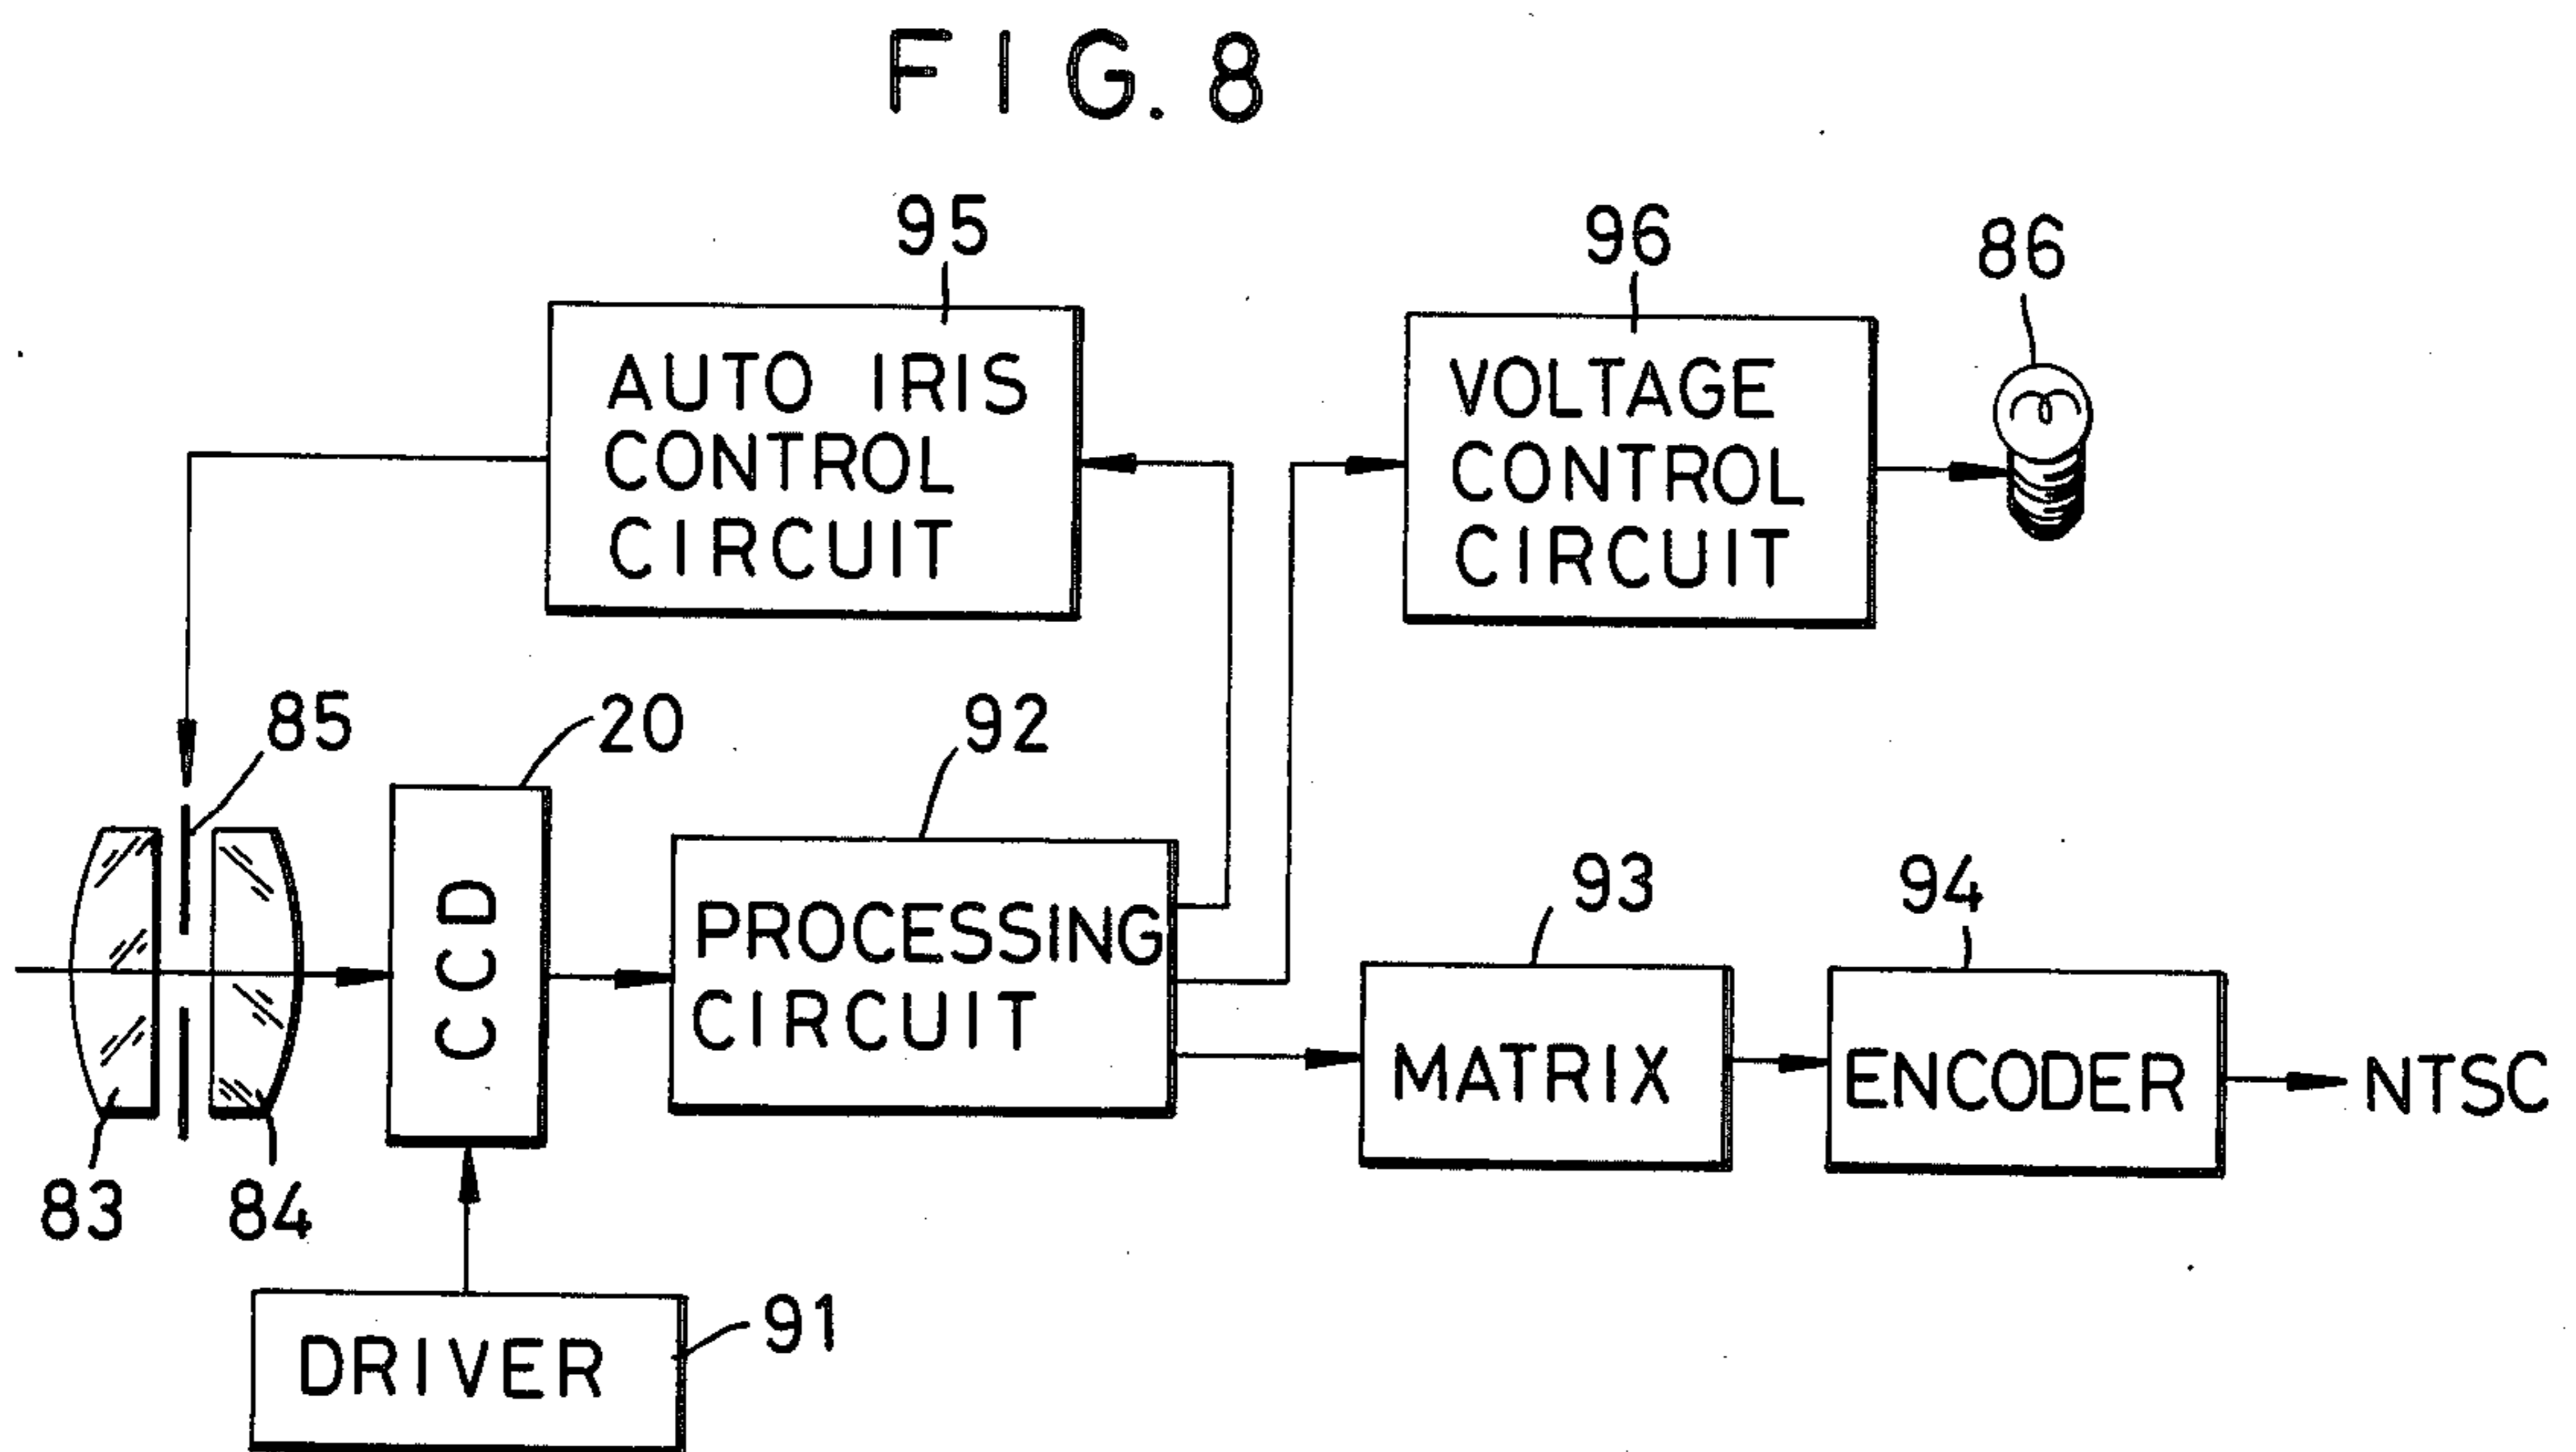 FIG. 8
95
96
86
AUTO IRIS
CONTROL
CIRCUIT
VOLTAGE
CONTROL
CIRCUIT
85
20
92
93
94
CCD
PROCESSING
CIRCUIT
MATRIX
ENCODER
NTSC
83
84
DRIVER
91